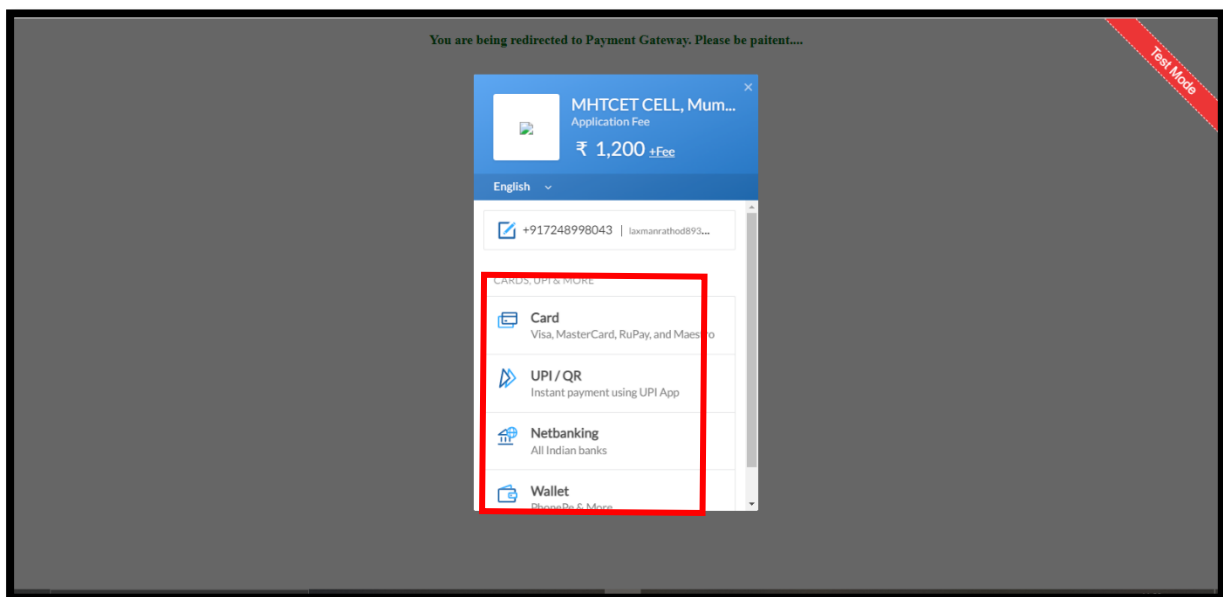 You are being redirected to Payment Gateway. Please be paitent....
Test Mode
MHTCET CELL, Mum...
Application Fee
₹ 1,200 +Fee
English
+917248998043 | laxmanrathod893...
CARDS, UPI & MORE
Card
Visa, MasterCard, RuPay, and Maestro
UPI / QR
Instant payment using UPI App
Netbanking
All Indian banks
Wallet
PhonePe & More